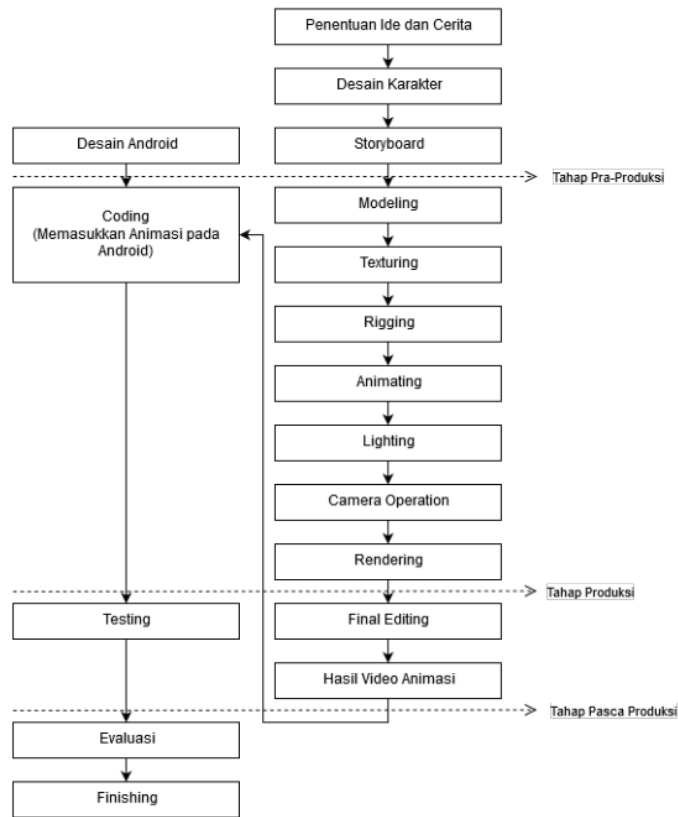 Penentuan Ide dan Cerita
Desain Karakter
Desain Android
Storyboard
Tahap Pra-Produksi
Coding
(Memasukkan Animasi pada
Android)
Modeling
Texturing
Rigging
Animating
Lighting
Camera Operation
Rendering
Tahap Produksi
Testing
Final Editing
Hasil Video Animasi
Tahap Pasca Produksi
Evaluasi
Finishing